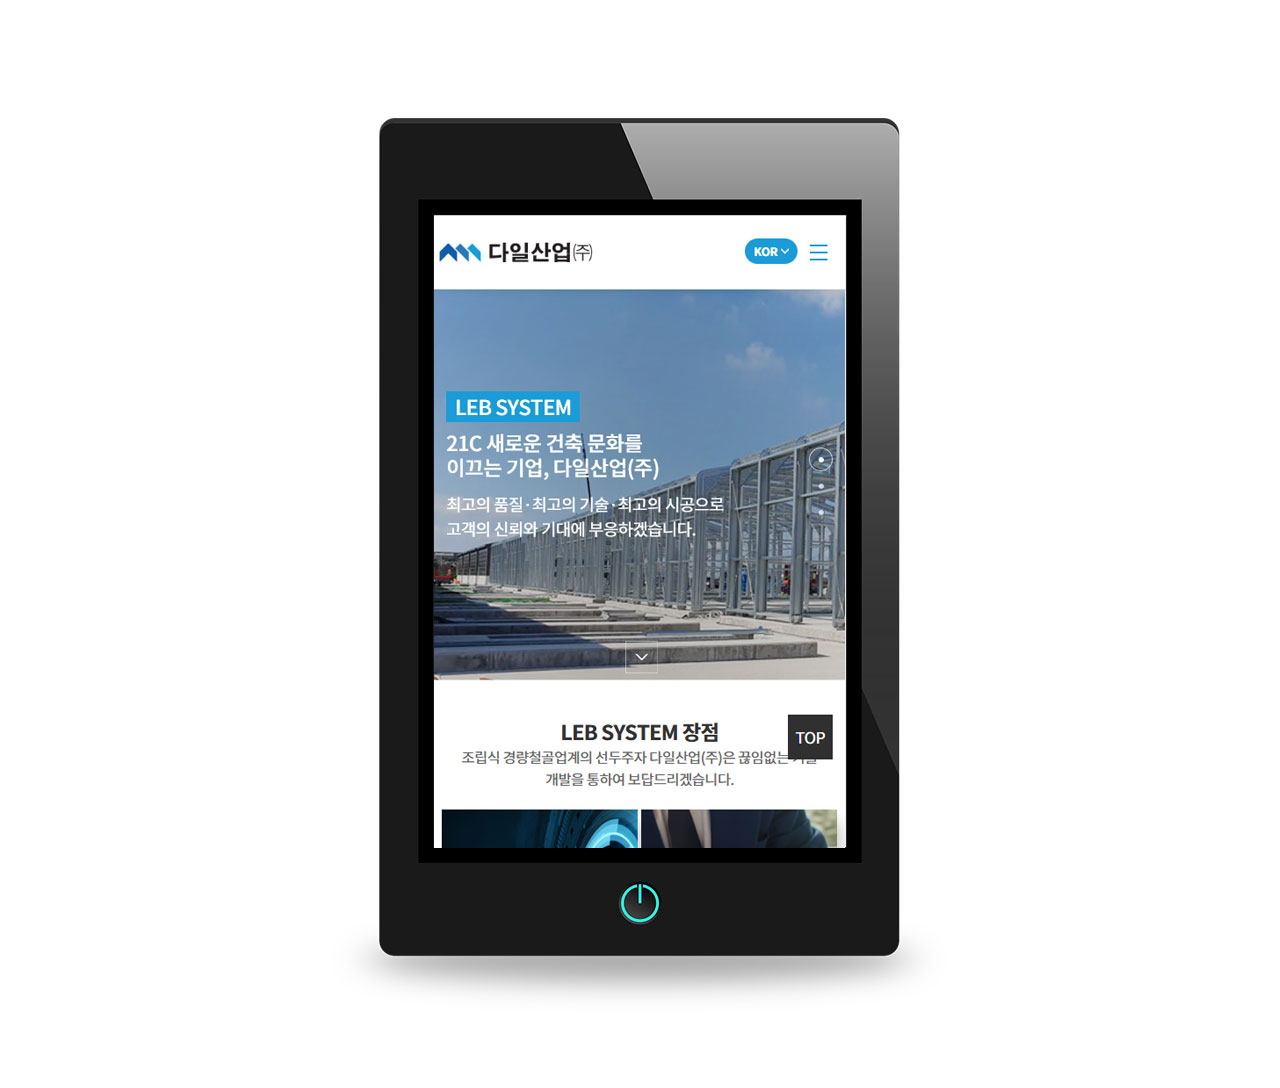 다일산업㈜
KOR
LEB SYSTEM
21C 새로운 건축 문화를
이끄는 기업, 다일산업(주)
최고의 품질·최고의 기술·최고의 시공으로
고객의 신뢰와 기대에 부응하겠습니다.
LEB SYSTEM 장점
TOP
조립식 경량철골업계의 선두주자 다일산업(주)은 끊임없는
개발을 통하여 보답드리겠습니다.